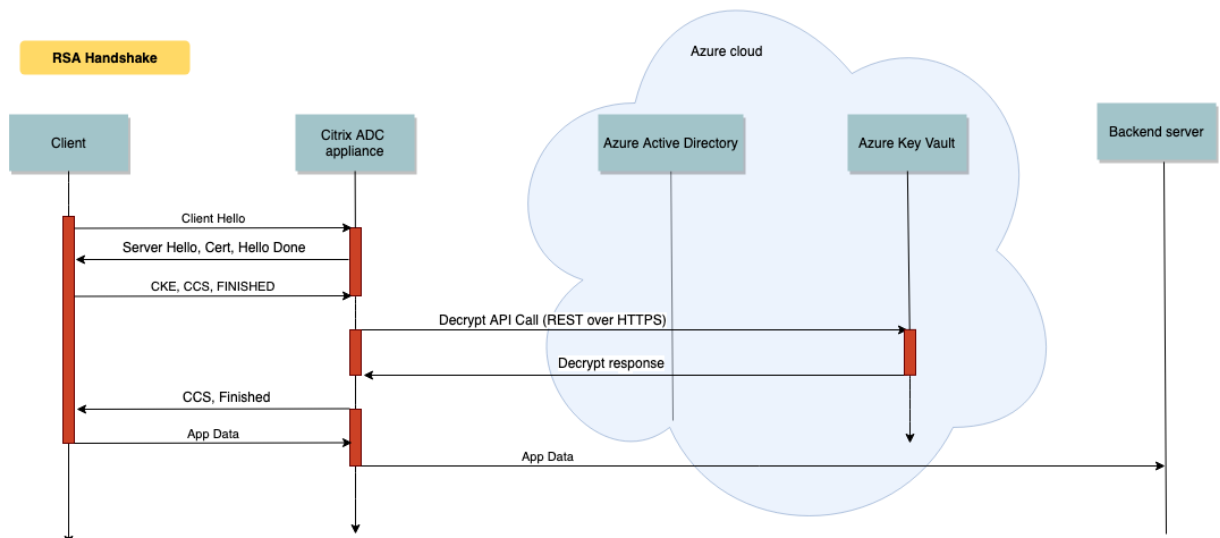 Azure cloud
RSA Handshake
Client
Citrix ADC
appliance
Azure Active Directory
Azure Key Vault
Backend server
Client Hello
Server Hello, Cert, Hello Done
CKE, CCS, FINISHED
Decrypt API Call (REST over HTTPS)
Decrypt response
CCS, Finished
App Data
App Data